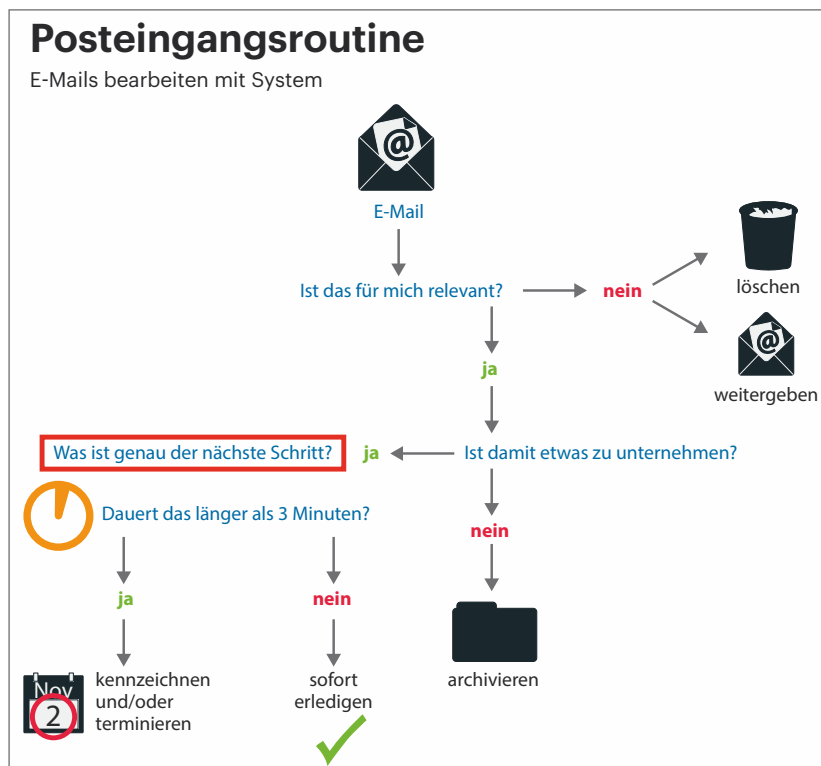 Posteingangsroutine
E-Mails bearbeiten mit System
@
E-Mail
Ist das für mich relevant?
nein
löschen
@
weitergeben
ja
Was ist genau der nächste Schritt?
ja
Ist damit etwas zu unternehmen?
Dauert das länger als 3 Minuten?
nein
ja
nein
Nov
2
kennzeichnen
und/oder
terminieren
sofort
erledigen
archivieren